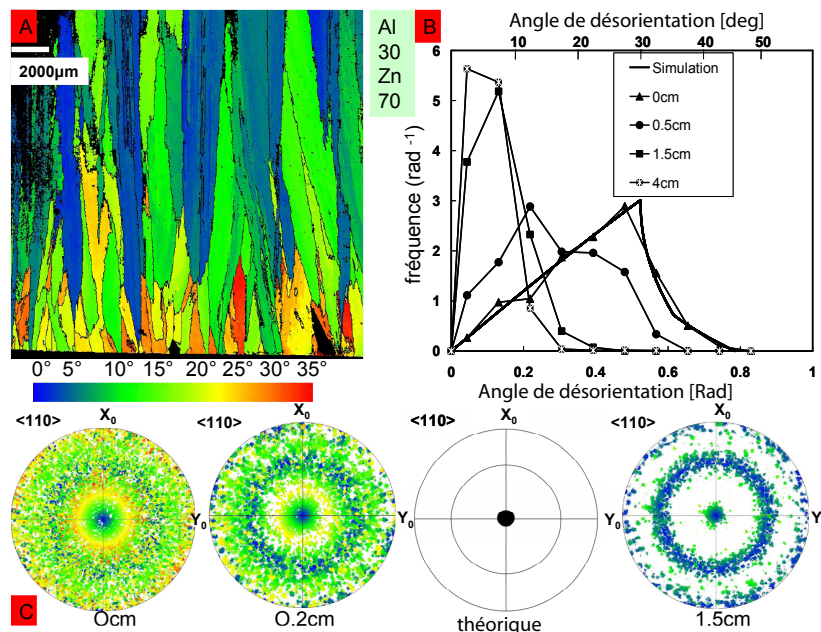 A
2000µm
Al
30
Zn
70
B
Angle de désorientation [deg]
10 20 30 40 50
Simulation
0cm
0.5cm
1.5cm
4cm
fréquence (rad -1)
6
5
4
3
2
1
0
0 0.2 0.4 0.6 0.8 1
Angle de désorientation [Rad]
0° 5° 10° 15° 20° 25° 30° 35°
<110> X0 Y0
<110> X0 Y0
<110> X0 Y0
<110> X0 Y
C
0cm
0.2cm
théorique
1.5cm